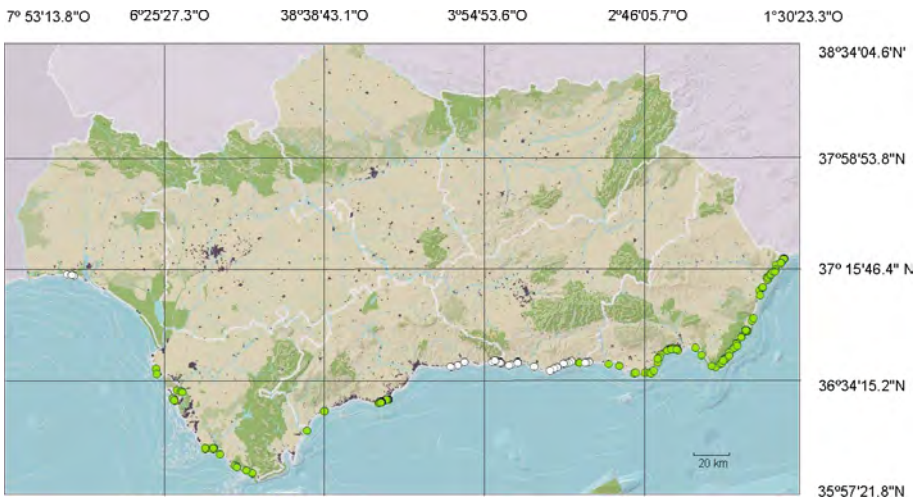 7º 53'13.8"O 6º25'27.3"O 38º38'43.1"O 3º54'53.6"O 2º46'05.7"O 1º30'23.3"O
38º34'04.6'N'
37º58'53.8"N
37º 15'46.4" N
36º34'15.2"N
20 km
35º57'21.8"N